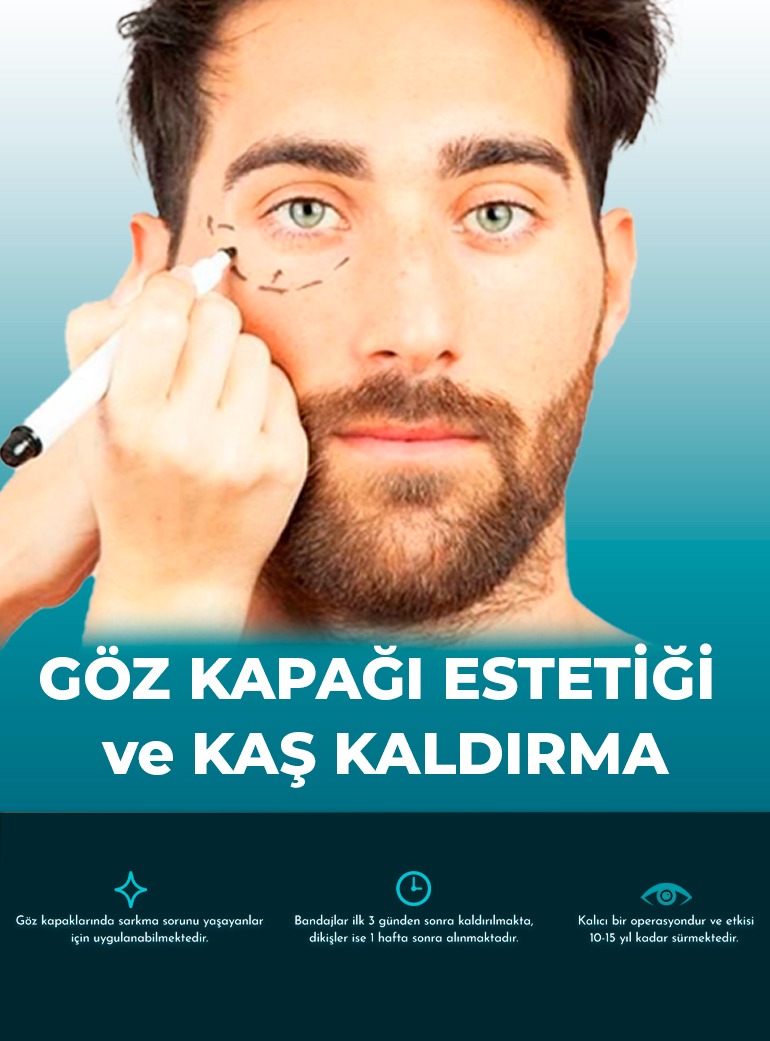 GÖZ KAPAĞI ESTETİĞİ
ve KAŞ KALDIRMA
Göz kapaklarında sarkma sorunu yaşayanlar
için uygulanabilmektedir.
Bandajlar ilk 3 günden sonra kaldırılmakta,
dikişler ise 1 hafta sonra alınmaktadır.
Kalıcı bir operasyondur ve etkisi
10-15 yıl kadar sürmektedir.